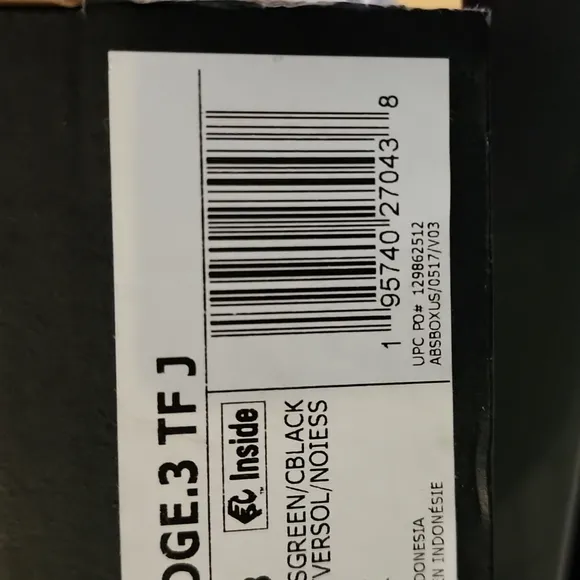 DGE.3 TF J
Inside
SGREEN/CBLACK
VERSOL/NOIESS
1 95740 27043 8
UPC PO# 129862512
ABSBOXUS/0517/V03
DONESIA
N INDONÉSIE